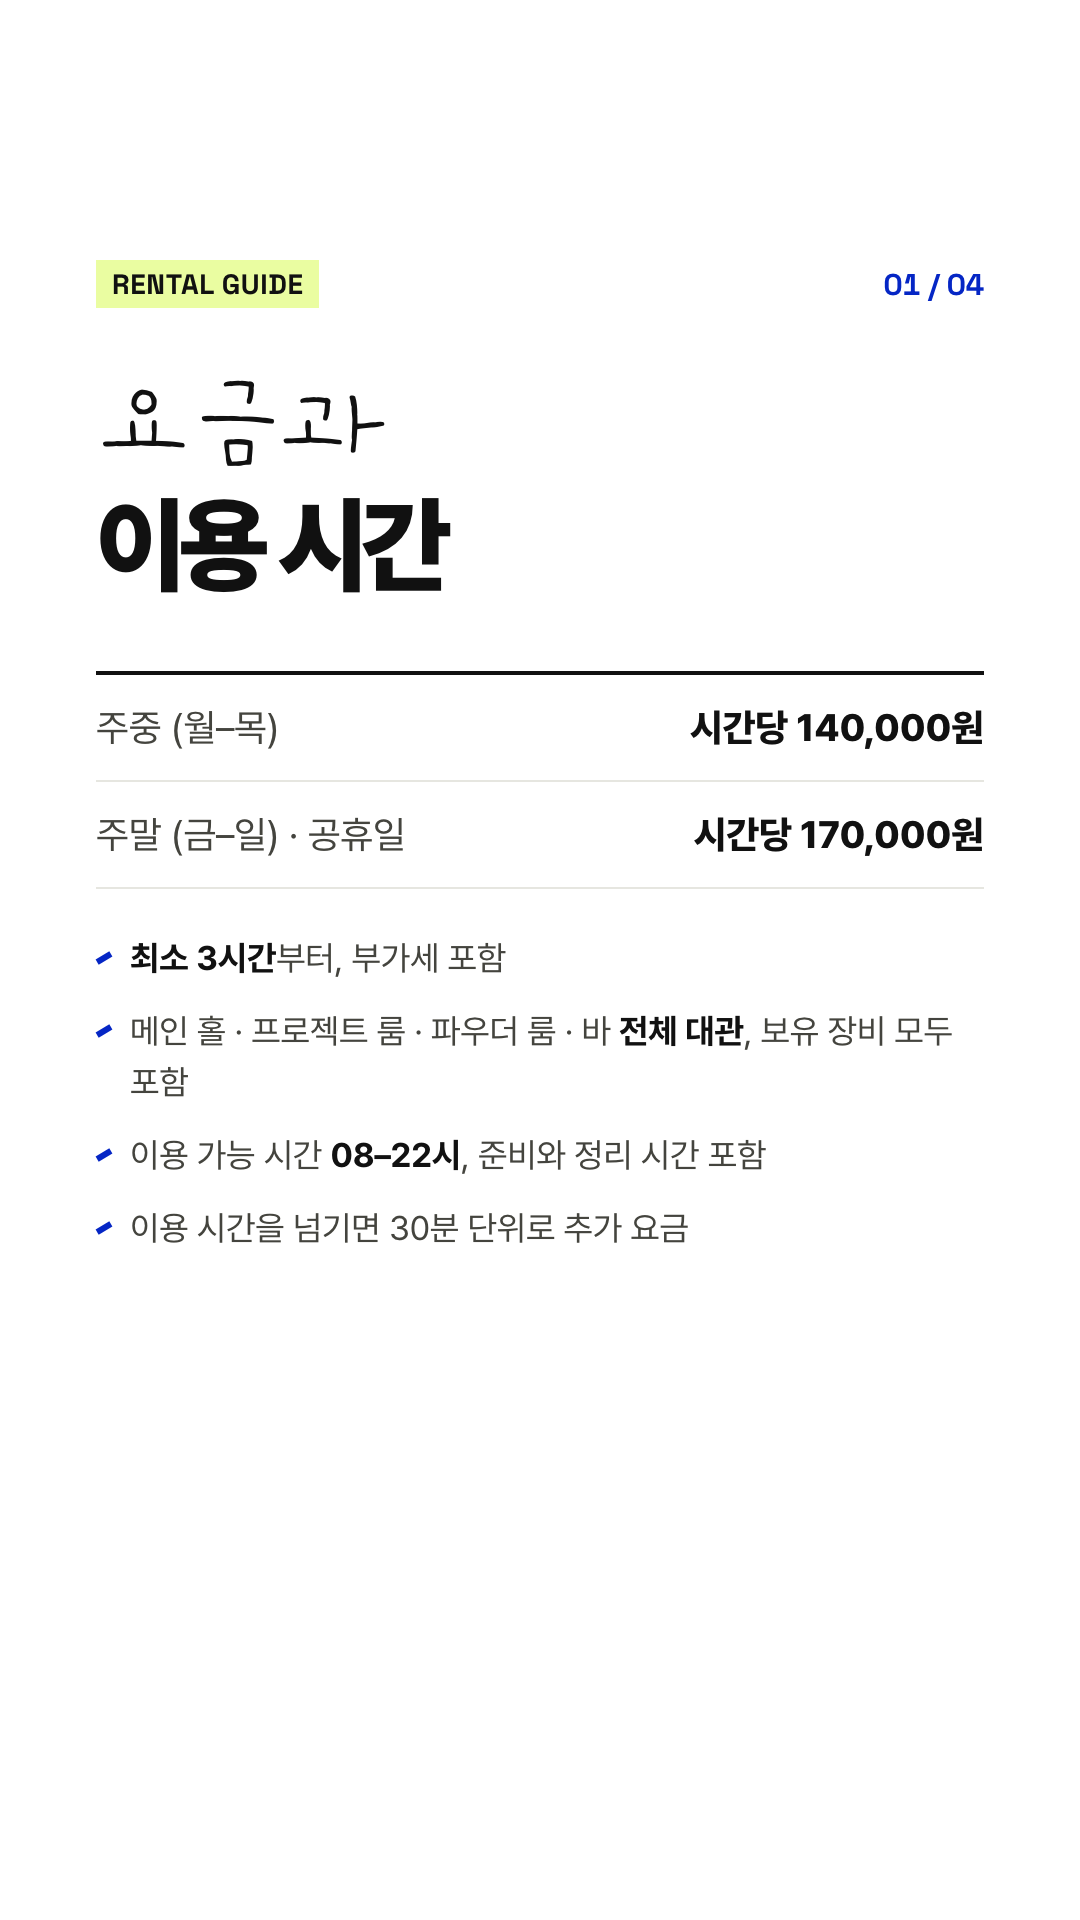 RENTAL GUIDE
01 / 04
요금과
이용 시간
주중 (월–목)
시간당 140,000원
주말 (금–일) · 공휴일
시간당 170,000원
최소 3시간부터, 부가세 포함
메인 홀 · 프로젝트 룸 · 파우더 룸 · 바 전체 대관, 보유 장비 모두
포함
이용 가능 시간 08–22시, 준비와 정리 시간 포함
이용 시간을 넘기면 30분 단위로 추가 요금